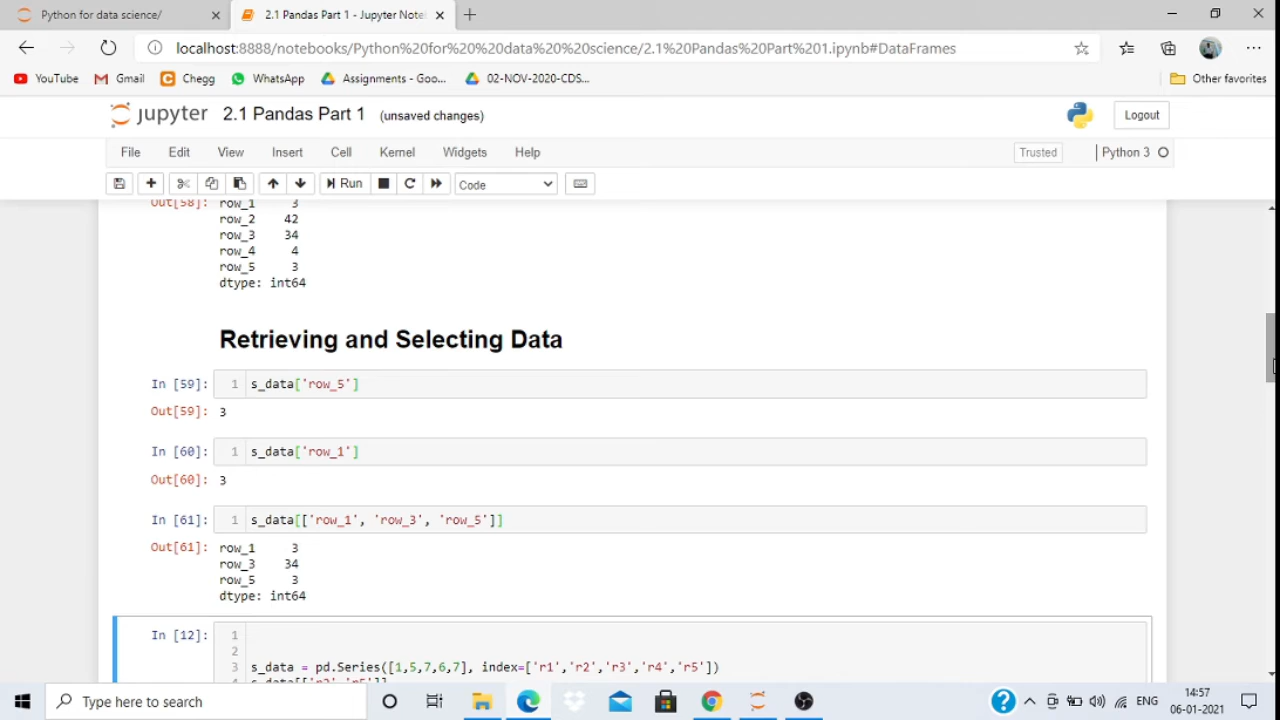 Python for data science/
2.1 Pandas Part 1 - Jupyter Note
localhost:8888/notebooks/Python%20for%20%20data%20%20science/2.1%20Pandas%20Part%201.ipynb#DataFrames
YouTube Gmail Chegg WhatsApp Assignments - Goo... 02-NOV-2020-CDS... Other favorites
jupyter 2.1 Pandas Part 1 (unsaved changes) Logout
File Edit View Insert Cell Kernel Widgets Help Trusted Python 3
Run Code
Out[58]: row_1 3
row_2 42
row_3 34
row_4 4
row_5 3
dtype: int64
Retrieving and Selecting Data
In [59]: 1 s_data['row_5']
Out[59]: 3
In [60]: 1 s_data['row_1']
Out[60]: 3
In [61]: 1 s_data[['row_1', 'row_3', 'row_5']]
Out[61]: row_1 3
row_3 34
row_5 3
dtype: int64
In [12]: 1
2
3 s_data = pd.Series([1,5,7,6,7], index=['r1','r2','r3','r4','r5'])
Type here to search
ENG
14:57
06-01-2021